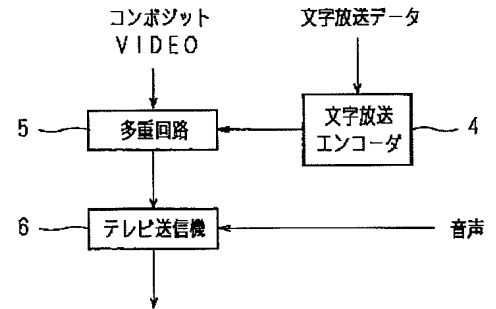 コンポジット
VIDEO
文字放送データ
5
多重回路
文字放送
エンコーダ
4
6
テレビ送信機
音声